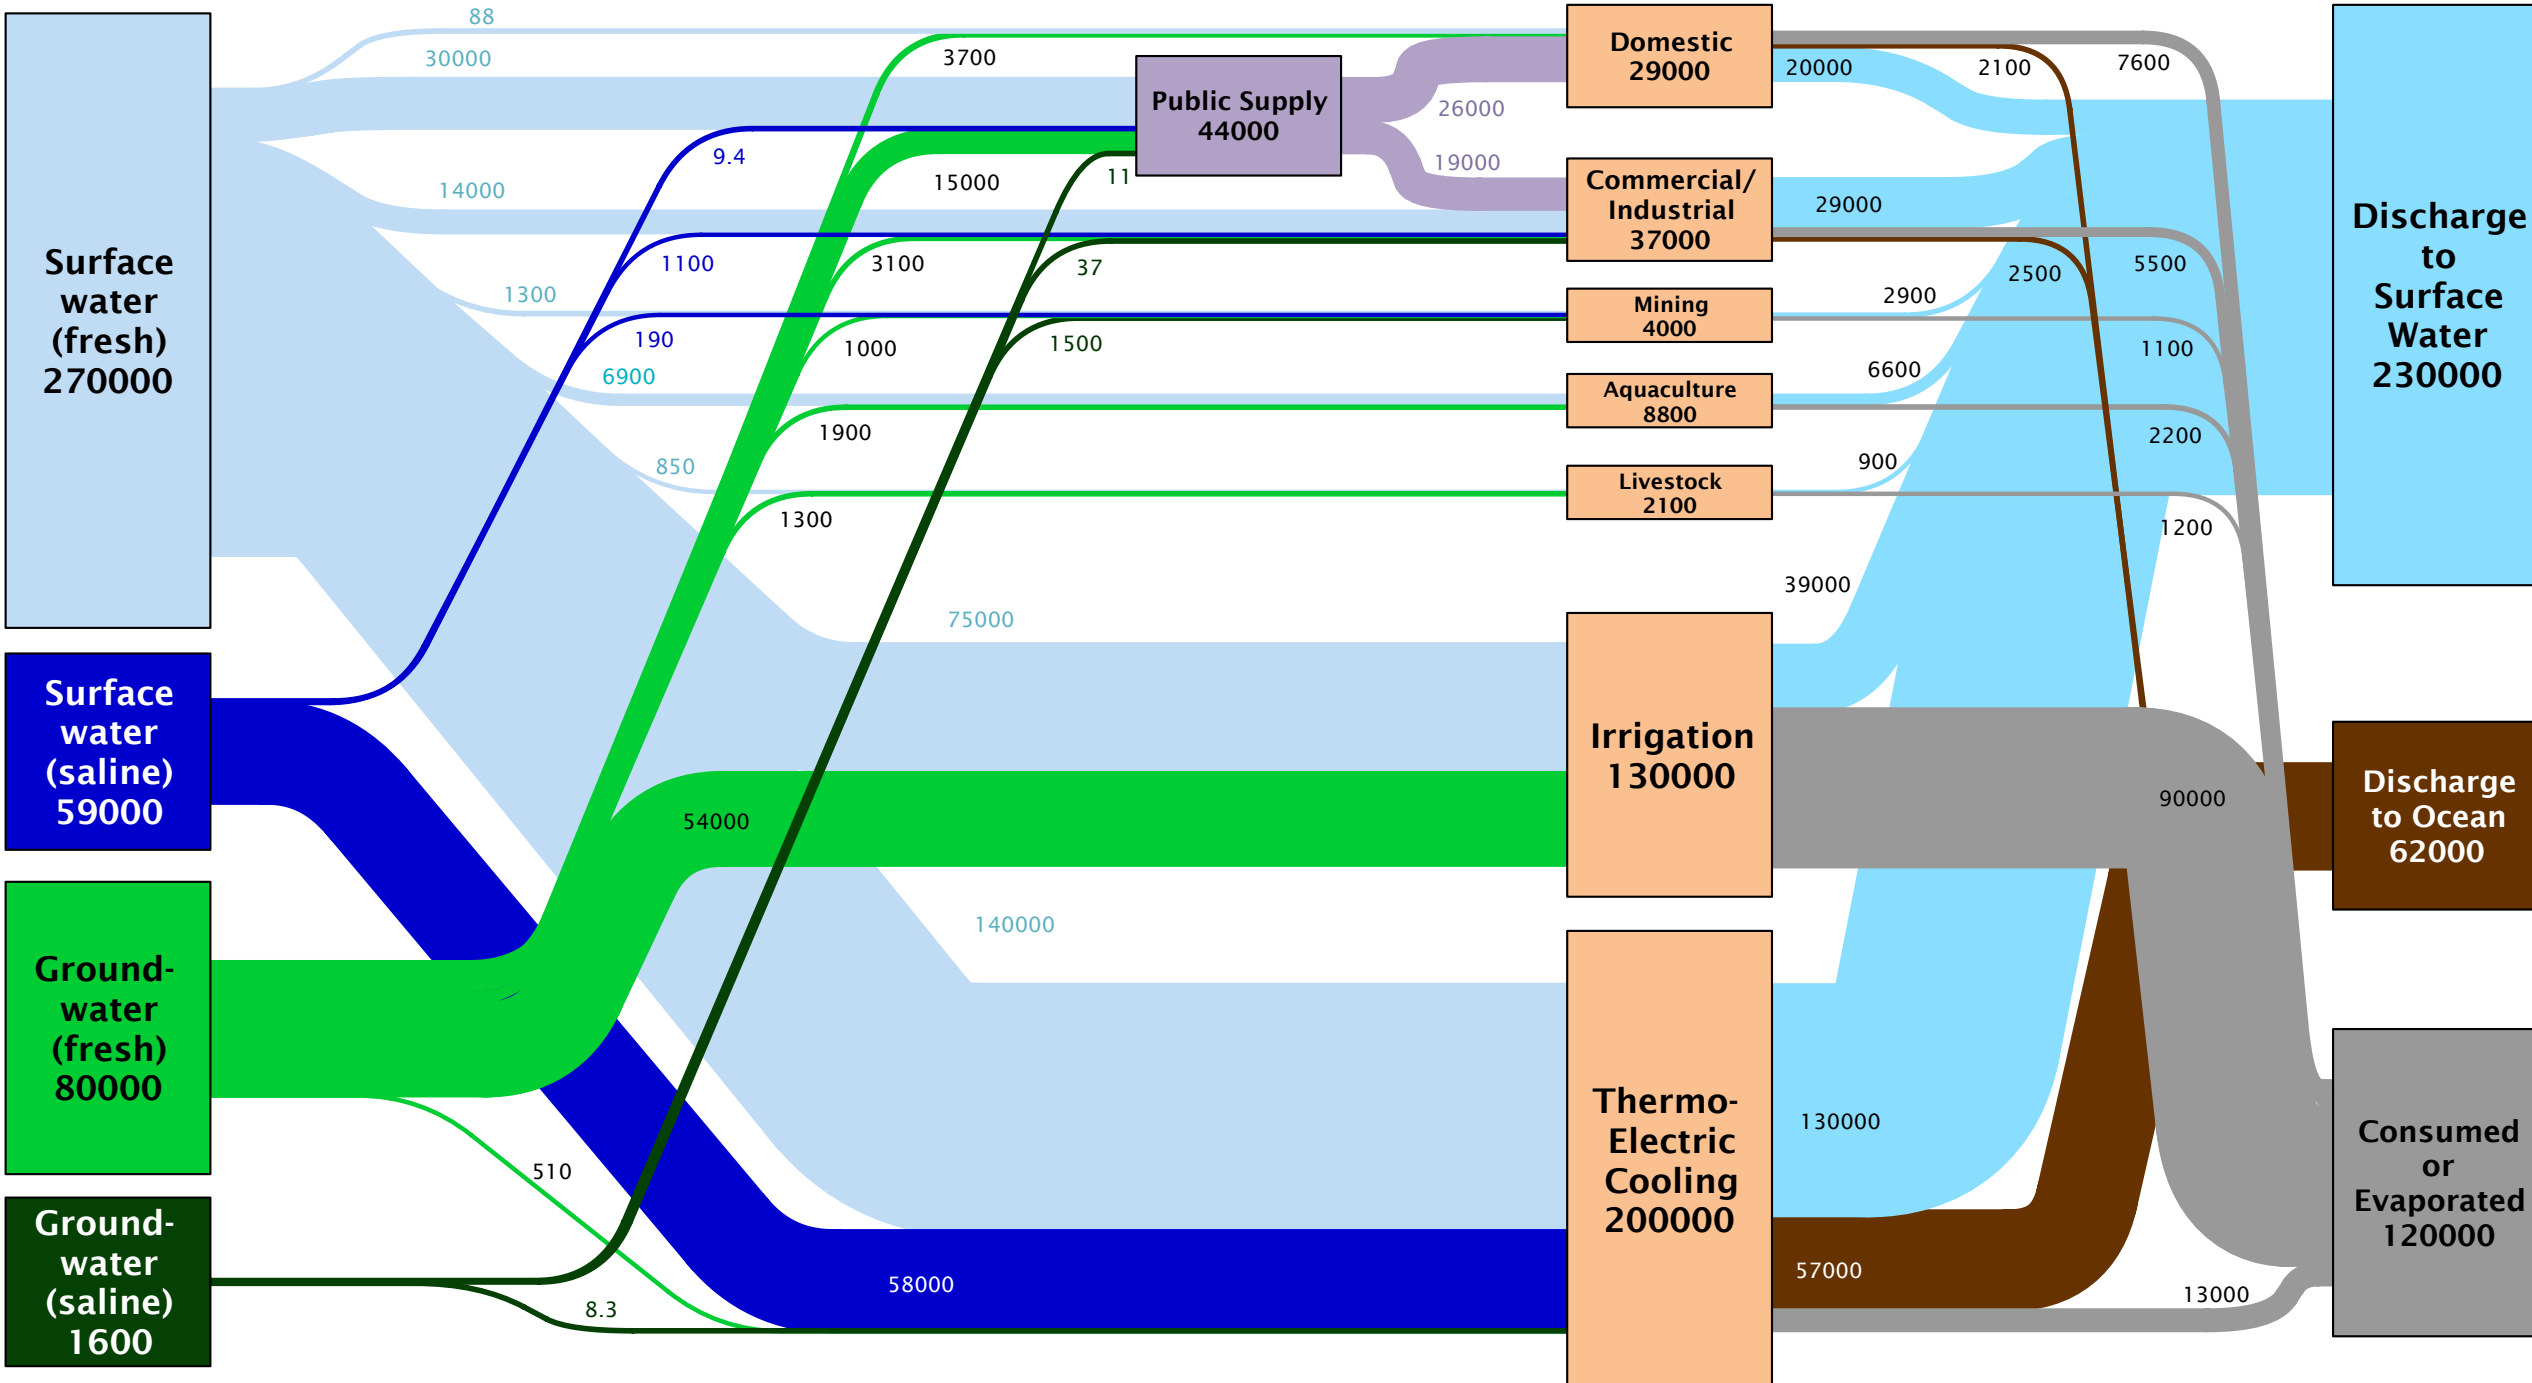 88
30000
14000
1300
6900
850
75000
140000
Surface
water
(fresh)
270000
Surface
water
(saline)
59000
Ground-
water
(fresh)
80000
Ground-
water
(saline)
1600
9.4
1100
190
58000
3700
15000
3100
1000
1900
1300
54000
510
11
37
1500
8.3
Public Supply
44000
26000
19000
Domestic
29000
Commercial/
Industrial
37000
Mining
4000
Aquaculture
8800
Livestock
2100
Irrigation
130000
Thermo-
Electric
Cooling
200000
20000
2100
7600
29000
2500
5500
2900
1100
6600
2200
900
1200
39000
90000
130000
57000
13000
Discharge
to
Surface
Water
230000
Discharge
to Ocean
62000
Consumed
or
Evaporated
120000